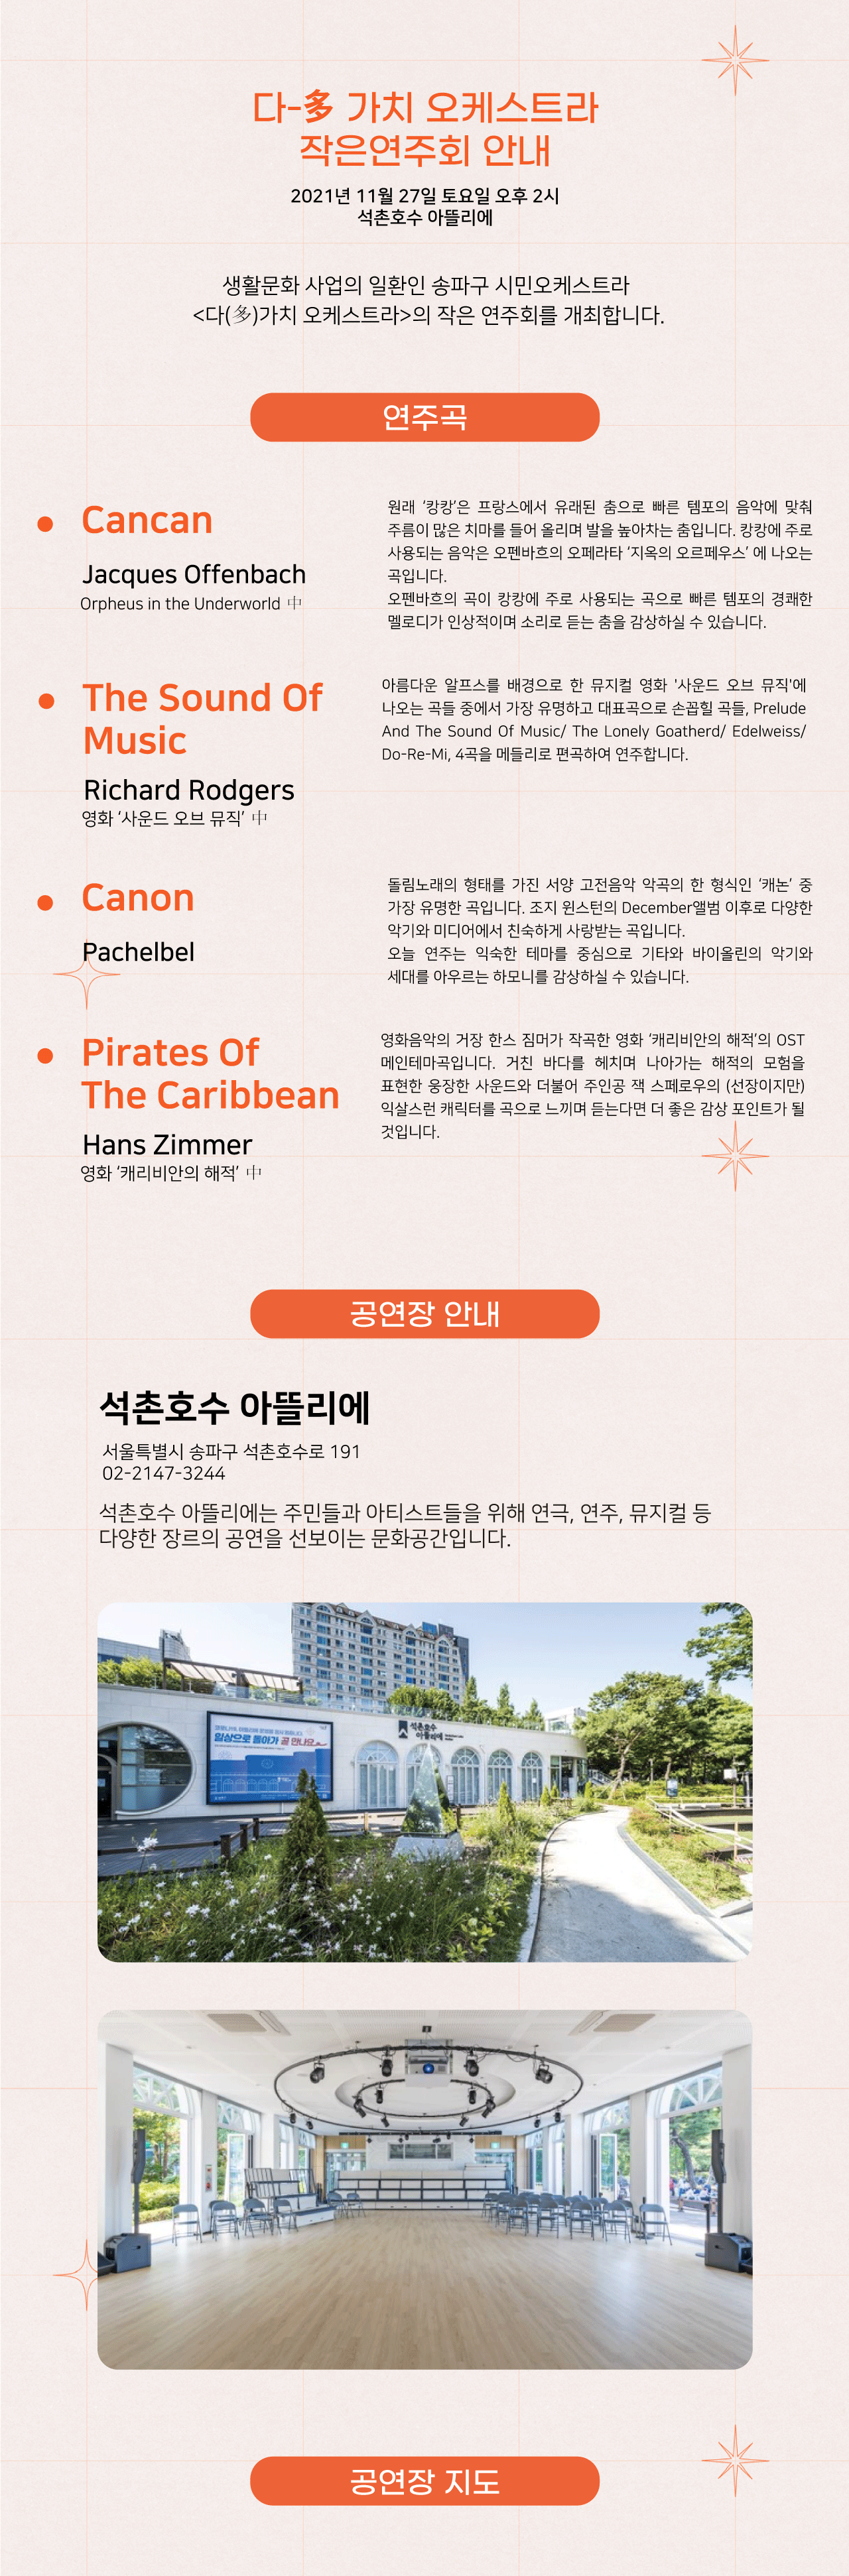 다-多 가치 오케스트라
작은연주회 안내
2021년 11월 27일 토요일 오후 2시
석촌호수 아뜰리에
생활문화 사업의 일환인 송파구 시민오케스트라
<다(多)가치 오케스트라>의 작은 연주회를 개최합니다.
연주곡
Cancan
Jacques Offenbach
Orpheus in the Underworld 中
원래 ‘캉캉’은 프랑스에서 유래된 춤으로 빠른 템포의 음악에 맞춰
주름이 많은 치마를 들어 올리며 발을 높아차는 춤입니다. 캉캉에 주로
사용되는 음악은 오펜바흐의 오페라타 ‘지옥의 오르페우스’ 에 나오는
곡입니다.
오펜바흐의 곡이 캉캉에 주로 사용되는 곡으로 빠른 템포의 경쾌한
멜로디가 인상적이며 소리로 듣는 춤을 감상하실 수 있습니다.
The Sound Of
Music
Richard Rodgers
영화 ‘사운드 오브 뮤직’ 中
아름다운 알프스를 배경으로 한 뮤지컬 영화 '사운드 오브 뮤직'에
나오는 곡들 중에서 가장 유명하고 대표곡으로 손꼽힐 곡들, Prelude
And The Sound Of Music/ The Lonely Goatherd/ Edelweiss/
Do-Re-Mi, 4곡을 메들리로 편곡하여 연주합니다.
Canon
Pachelbel
돌림노래의 형태를 가진 서양 고전음악 악곡의 한 형식인 ‘캐논’ 중
가장 유명한 곡입니다. 조지 윈스턴의 December앨범 이후로 다양한
악기와 미디어에서 친숙하게 사랑받는 곡입니다.
오늘 연주는 익숙한 테마를 중심으로 기타와 바이올린의 악기와
세대를 아우르는 하모니를 감상하실 수 있습니다.
Pirates Of
The Caribbean
Hans Zimmer
영화 ‘캐리비안의 해적’ 中
영화음악의 거장 한스 짐머가 작곡한 영화 ‘캐리비안의 해적’의 OST
메인테마곡입니다. 거친 바다를 헤치며 나아가는 해적의 모험을
표현한 웅장한 사운드와 더불어 주인공 잭 스페로우의 (선장이지만)
익살스런 캐릭터를 곡으로 느끼며 듣는다면 더 좋은 감상 포인트가 될
것입니다.
공연장 안내
석촌호수 아뜰리에
서울특별시 송파구 석촌호수로 191
02-2147-3244
석촌호수 아뜰리에는 주민들과 아티스트들을 위해 연극, 연주, 뮤지컬 등
다양한 장르의 공연을 선보이는 문화공간입니다.
일상으로 돌아가 곧 만나요
석촌호수
아뜰리에
공연장 지도